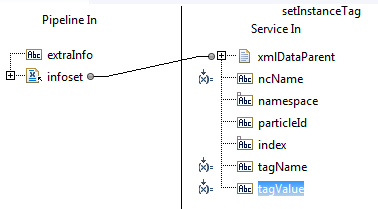 setInstanceTag
Pipeline In
Service In
extraInfo
infoset
xmlDataParent
ncName
namespace
particleId
index
tagName
tagValue